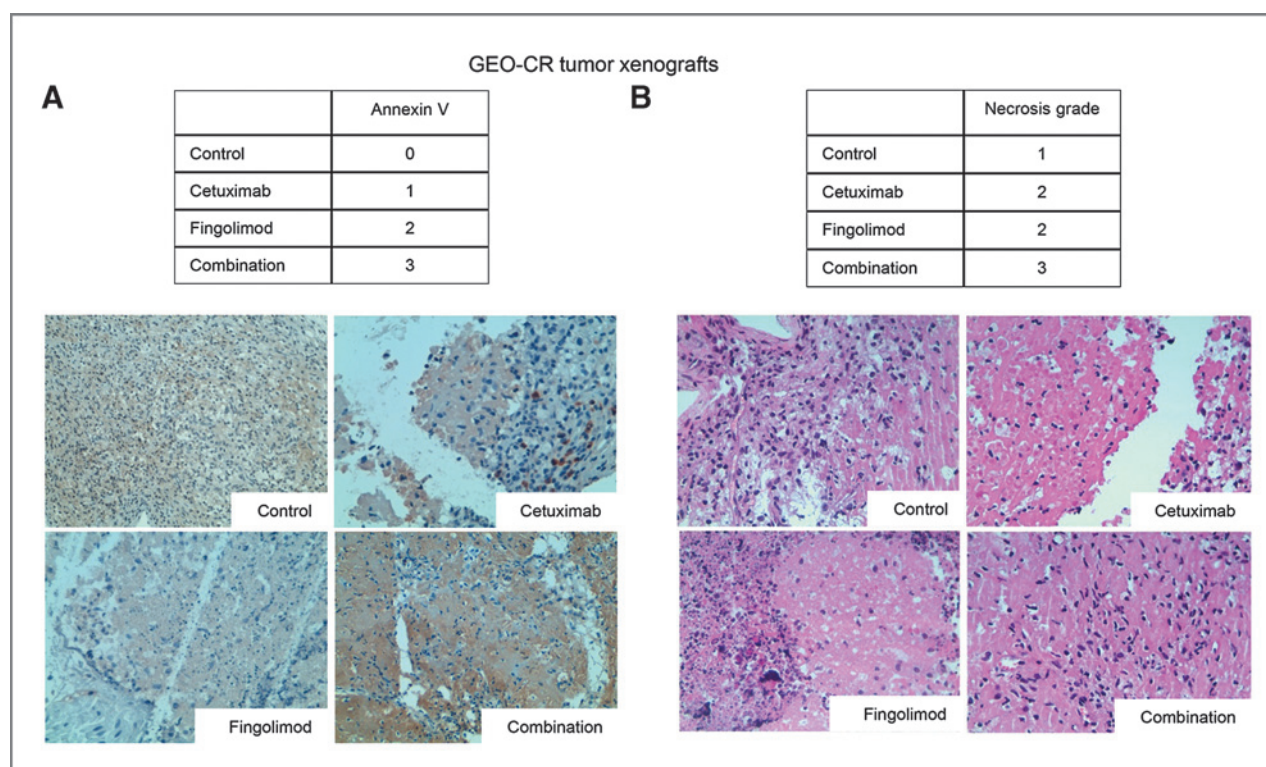 GEO-CR tumor xenografts
A
Annexin V
Control 0
Cetuximab 1
Fingolimod 2
Combination 3
Control
Cetuximab
Fingolimod
Combination
B
Necrosis grade
Control 1
Cetuximab 2
Fingolimod 2
Combination 3
Control
Cetuximab
Fingolimod
Combination